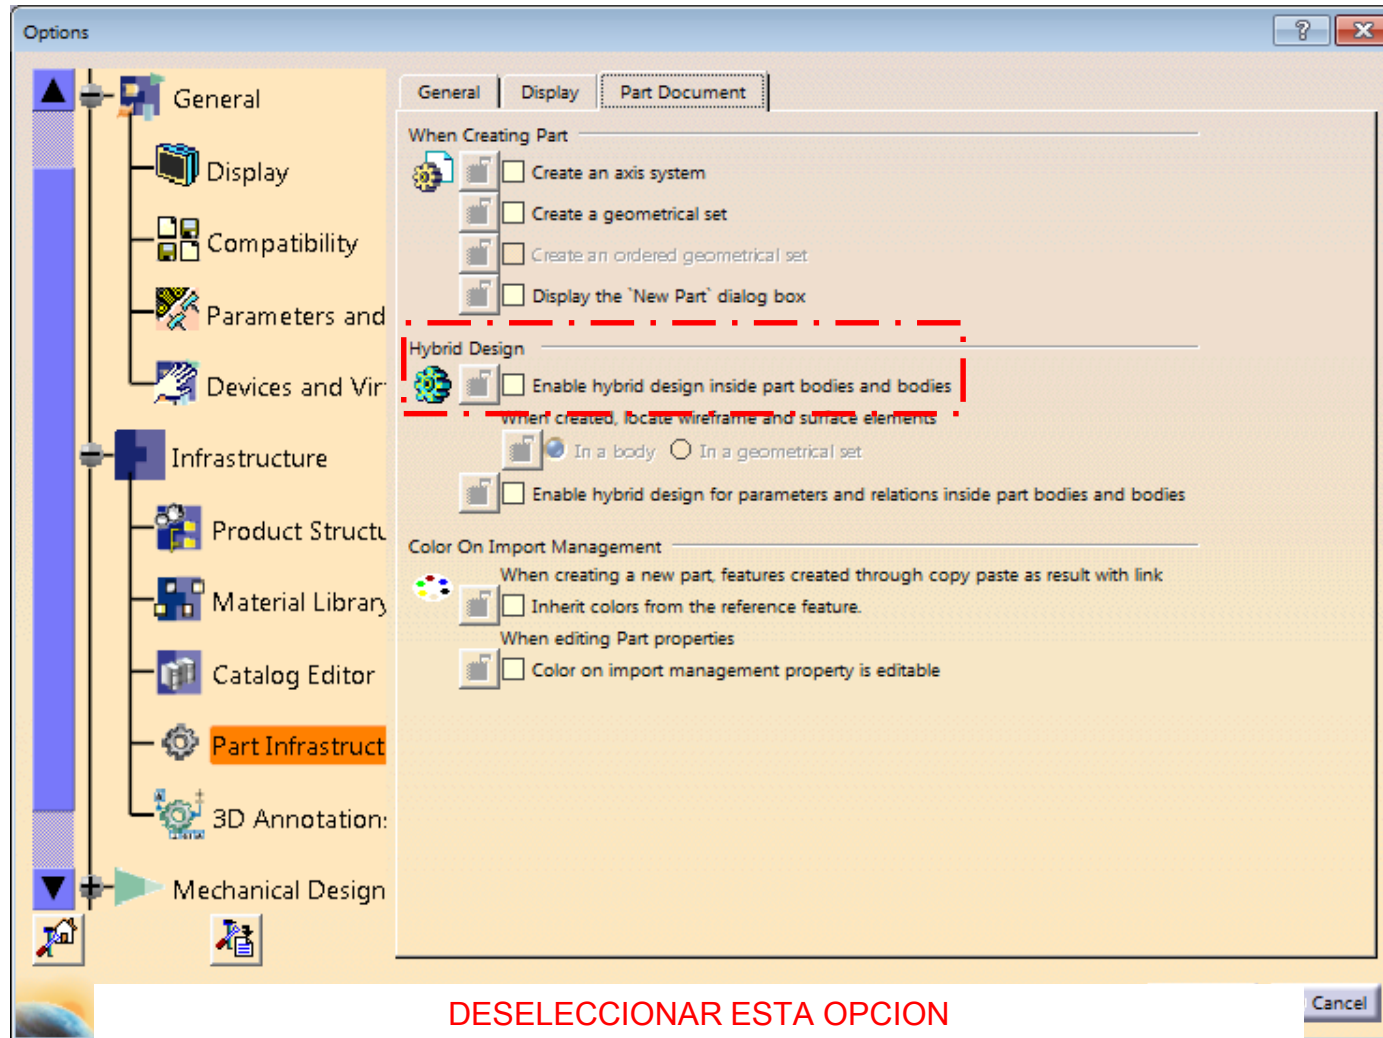 Options
General
Display
Compatibility
Parameters and
Devices and Vir
Infrastructure
Product Structu
Material Library
Catalog Editor
Part Infrastruct
3D Annotation
Mechanical Design
General Display Part Document
When Creating Part
Create an axis system
Create a geometrical set
Create an ordered geometrical set
Display the `New Part` dialog box
Hybrid Design
Enable hybrid design inside part bodies and bodies
When created, locate wireframe and surface elements
In a body In a geometrical set
Enable hybrid design for parameters and relations inside part bodies and bodies
Color On Import Management
When creating a new part, features created through copy paste as result with link
Inherit colors from the reference feature.
When editing Part properties
Color on import management property is editable
Cancel
DESELECCIONAR ESTA OPCION